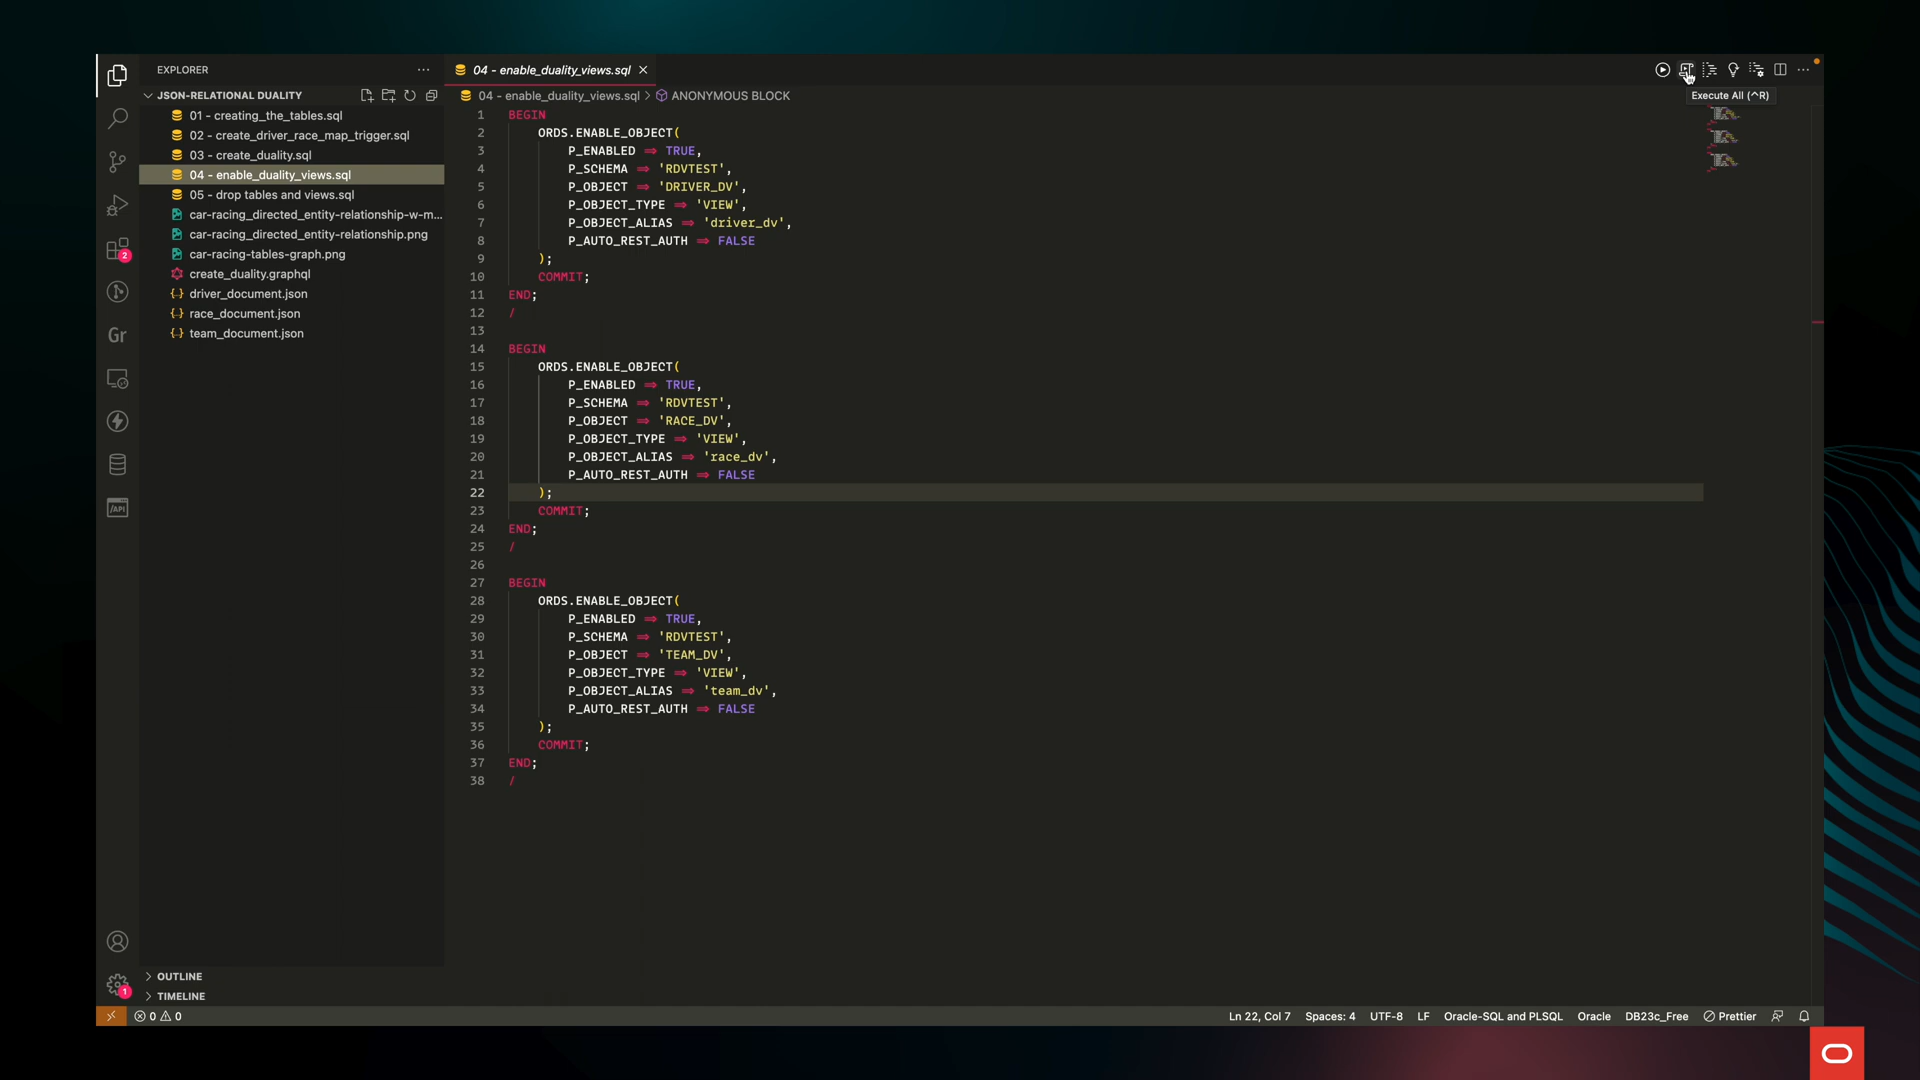 EXPLORER
JSON-RELATIONAL DUALITY
01 - creating_the_tables.sql
02 - create_driver_race_map_trigger.sql
03 - create_duality.sql
04 - enable_duality_views.sql
05 - drop tables and views.sql
car-racing_directed_entity-relationship-w-m...
car-racing_directed_entity-relationship.png
car-racing-tables-graph.png
create_duality.graphql
driver_document.json
race_document.json
team_document.json
2
Gr
/API
1
OUTLINE
TIMELINE
04 - enable_duality_views.sql
Execute All (^R)
04 - enable_duality_views.sql > ANONYMOUS BLOCK
1 BEGIN
2 ORDS.ENABLE_OBJECT(
3 P_ENABLED => TRUE,
4 P_SCHEMA => 'RDVTEST',
5 P_OBJECT => 'DRIVER_DV',
6 P_OBJECT_TYPE => 'VIEW',
7 P_OBJECT_ALIAS => 'driver_dv',
8 P_AUTO_REST_AUTH => FALSE
9 );
10 COMMIT;
11 END;
12 /
13
14 BEGIN
15 ORDS.ENABLE_OBJECT(
16 P_ENABLED => TRUE,
17 P_SCHEMA => 'RDVTEST',
18 P_OBJECT => 'RACE_DV',
19 P_OBJECT_TYPE => 'VIEW',
20 P_OBJECT_ALIAS => 'race_dv',
21 P_AUTO_REST_AUTH => FALSE
22 );
23 COMMIT;
24 END;
25 /
26
27 BEGIN
28 ORDS.ENABLE_OBJECT(
29 P_ENABLED => TRUE,
30 P_SCHEMA => 'RDVTEST',
31 P_OBJECT => 'TEAM_DV',
32 P_OBJECT_TYPE => 'VIEW',
33 P_OBJECT_ALIAS => 'team_dv',
34 P_AUTO_REST_AUTH => FALSE
35 );
36 COMMIT;
37 END;
38 /
0 0 Ln 22, Col 7 Spaces: 4 UTF-8 LF Oracle-SQL and PLSQL Oracle DB23c_Free Prettier